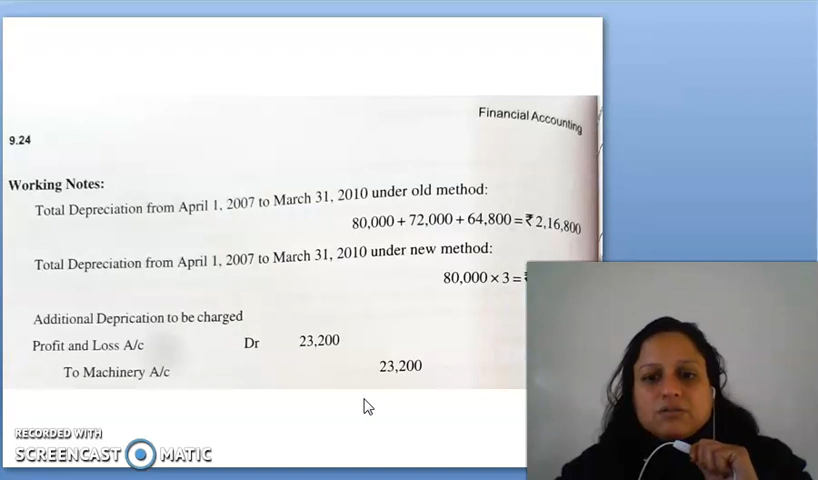 Financial Accounting
9.24
Working Notes:
Total Depreciation from April 1, 2007 to March 31, 2010 under old method:
80,000 + 72,000 + 64,800 = ₹ 2,16,800
Total Depreciation from April 1, 2007 to March 31, 2010 under new method:
80,000 × 3 =
Additional Deprication to be charged
Profit and Loss A/c Dr 23,200
To Machinery A/c 23,200
RECORDED WITH
SCREENCAST MATIC